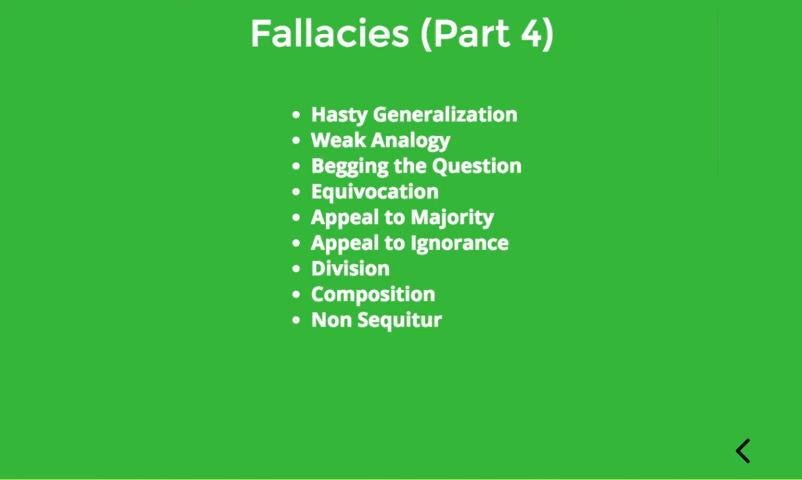 Fallacies (Part 4)
• Hasty Generalization
• Weak Analogy
• Begging the Question
• Equivocation
• Appeal to Majority
• Appeal to Ignorance
• Division
• Composition
• Non Sequitur